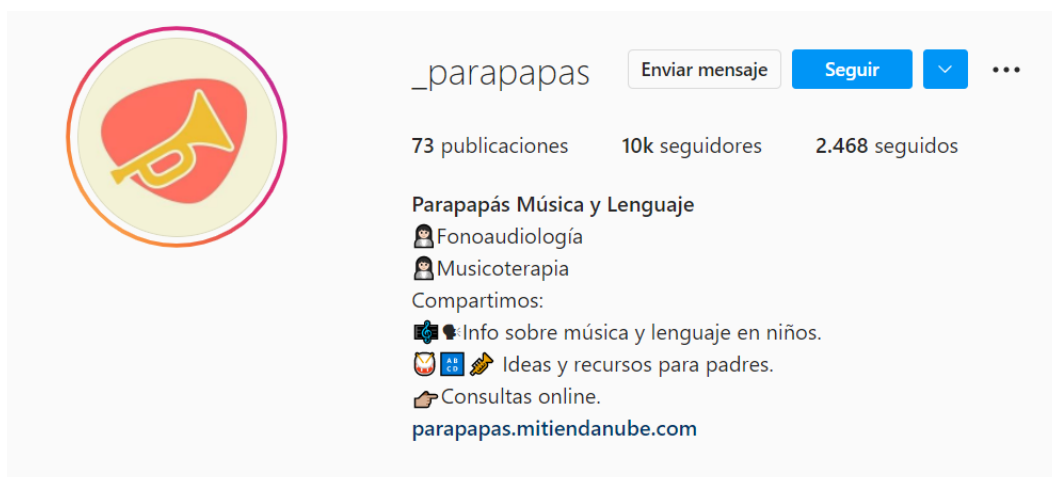 _parapapas Enviar mensaje Seguir
73 publicaciones 10k seguidores 2.468 seguidos
Parapapás Música y Lenguaje
Fonoaudiología
Musicoterapia
Compartimos:
Info sobre música y lenguaje en niños.
Ideas y recursos para padres.
Consultas online.
parapapas.mitiendanube.com